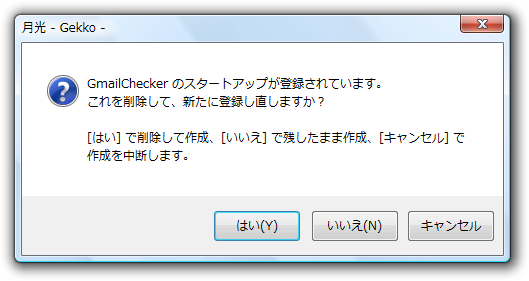 月光 - Gekko -
GmailChecker のスタートアップが登録されています。
これを削除して、新たに登録し直しますか？
[はい] で削除して作成、[いいえ] で残したまま作成、[キャンセル] で
作成を中断します。
はい(Y)
いいえ(N)
キャンセル